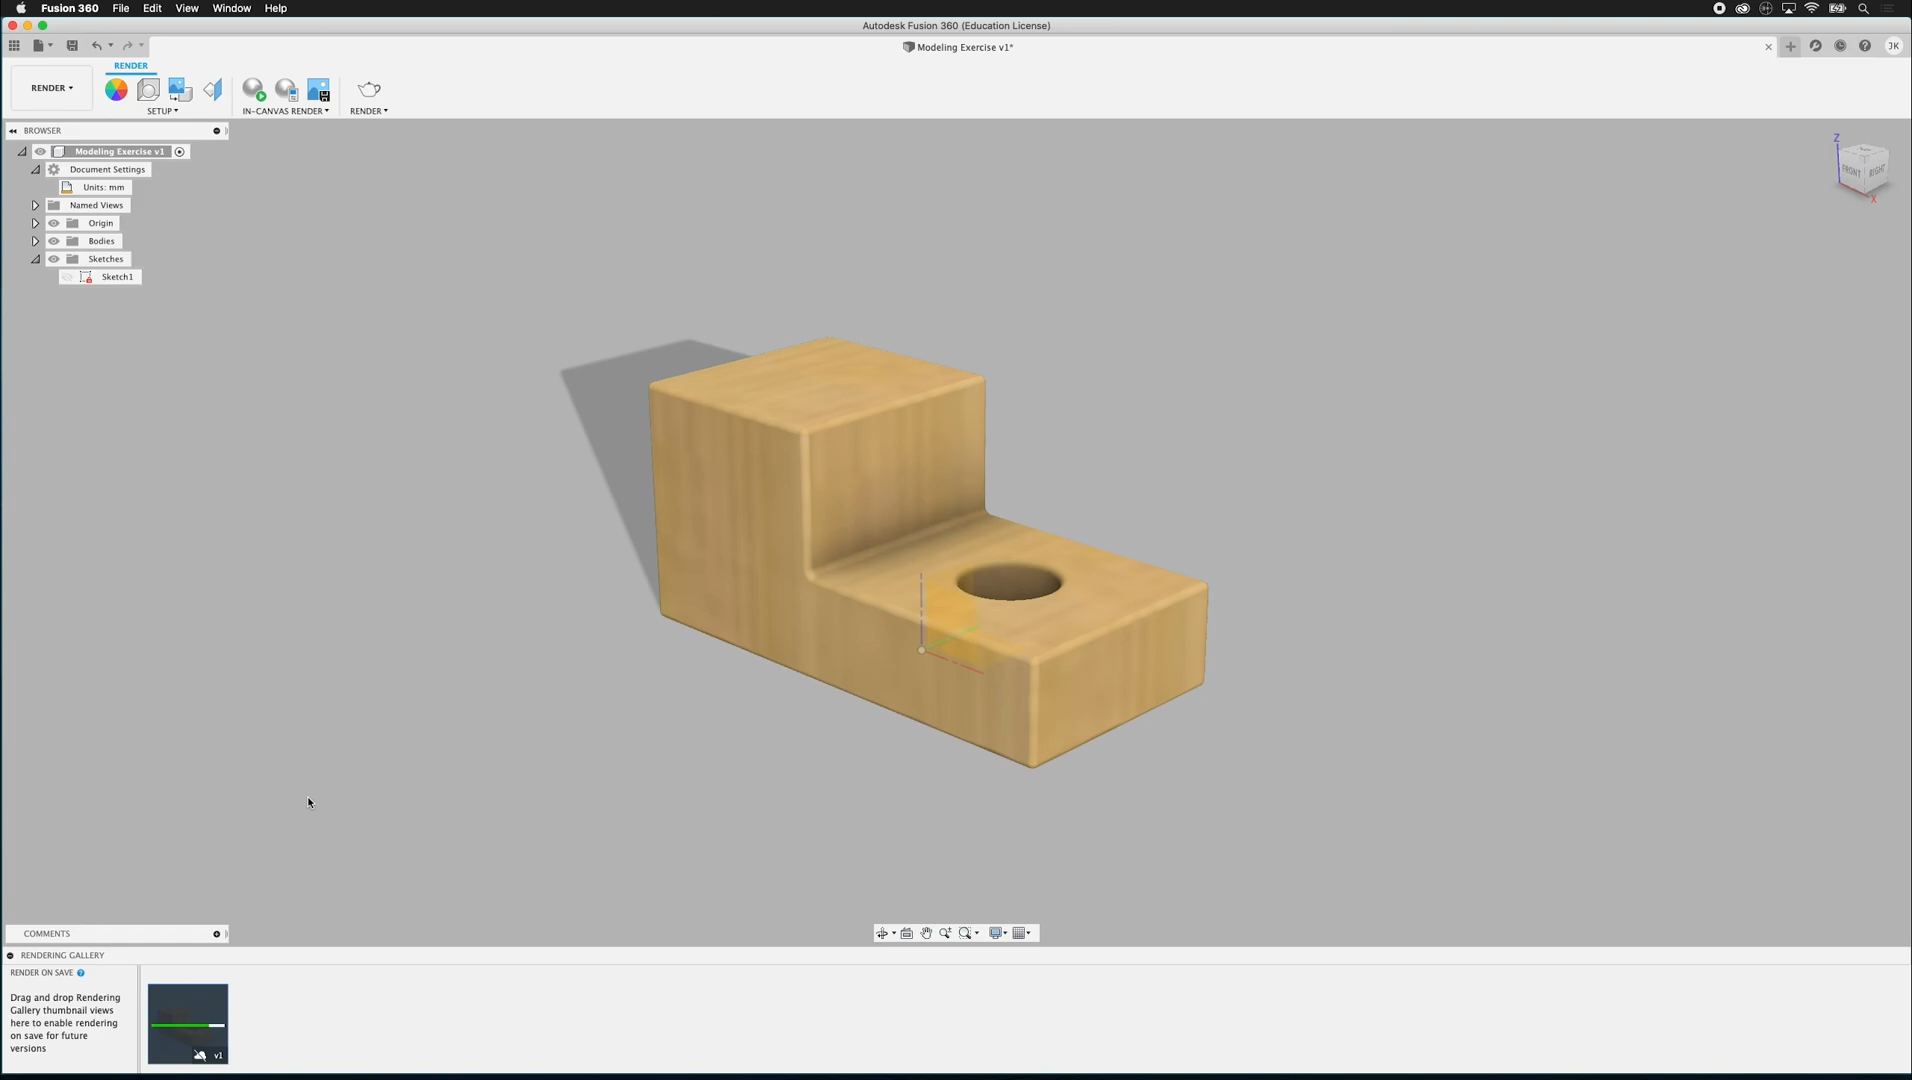 Fusion 360 File Edit View Window Help
Autodesk Fusion 360 (Education License)
Modeling Exercise v1*
JK
RENDER
RENDER
SETUP
IN-CANVAS RENDER
RENDER
BROWSER
Modeling Exercise v1
Document Settings
Units: mm
Named Views
Origin
Bodies
Sketches
Sketch1
Z
FRONT
RIGHT
X
COMMENTS
RENDERING GALLERY
RENDER ON SAVE
Drag and drop Rendering
Gallery thumbnail views
here to enable rendering
on save for future
versions
v1